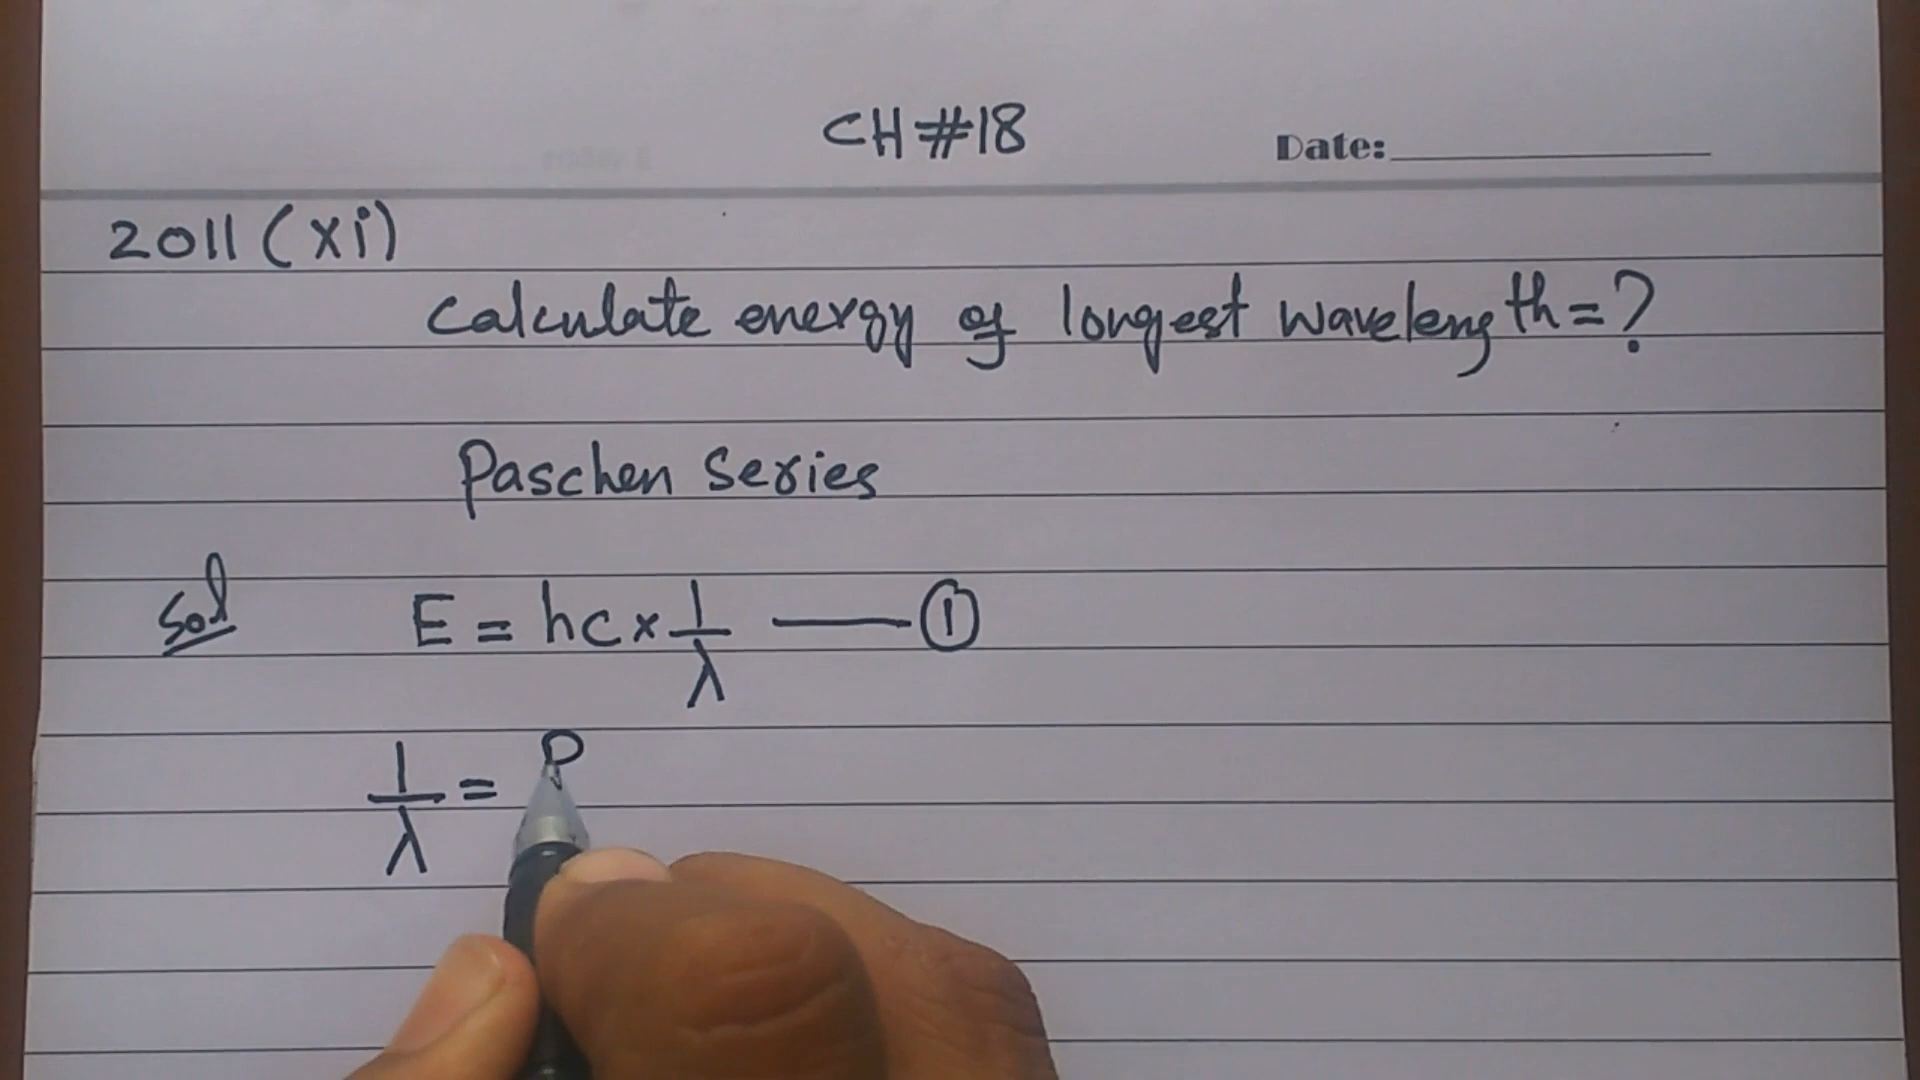 CH#18
Date:
2011 (xi)
Calculate energy of longest wavelength=?
Paschen Series
Sol E = hc × 1/λ —— ①
1/λ =